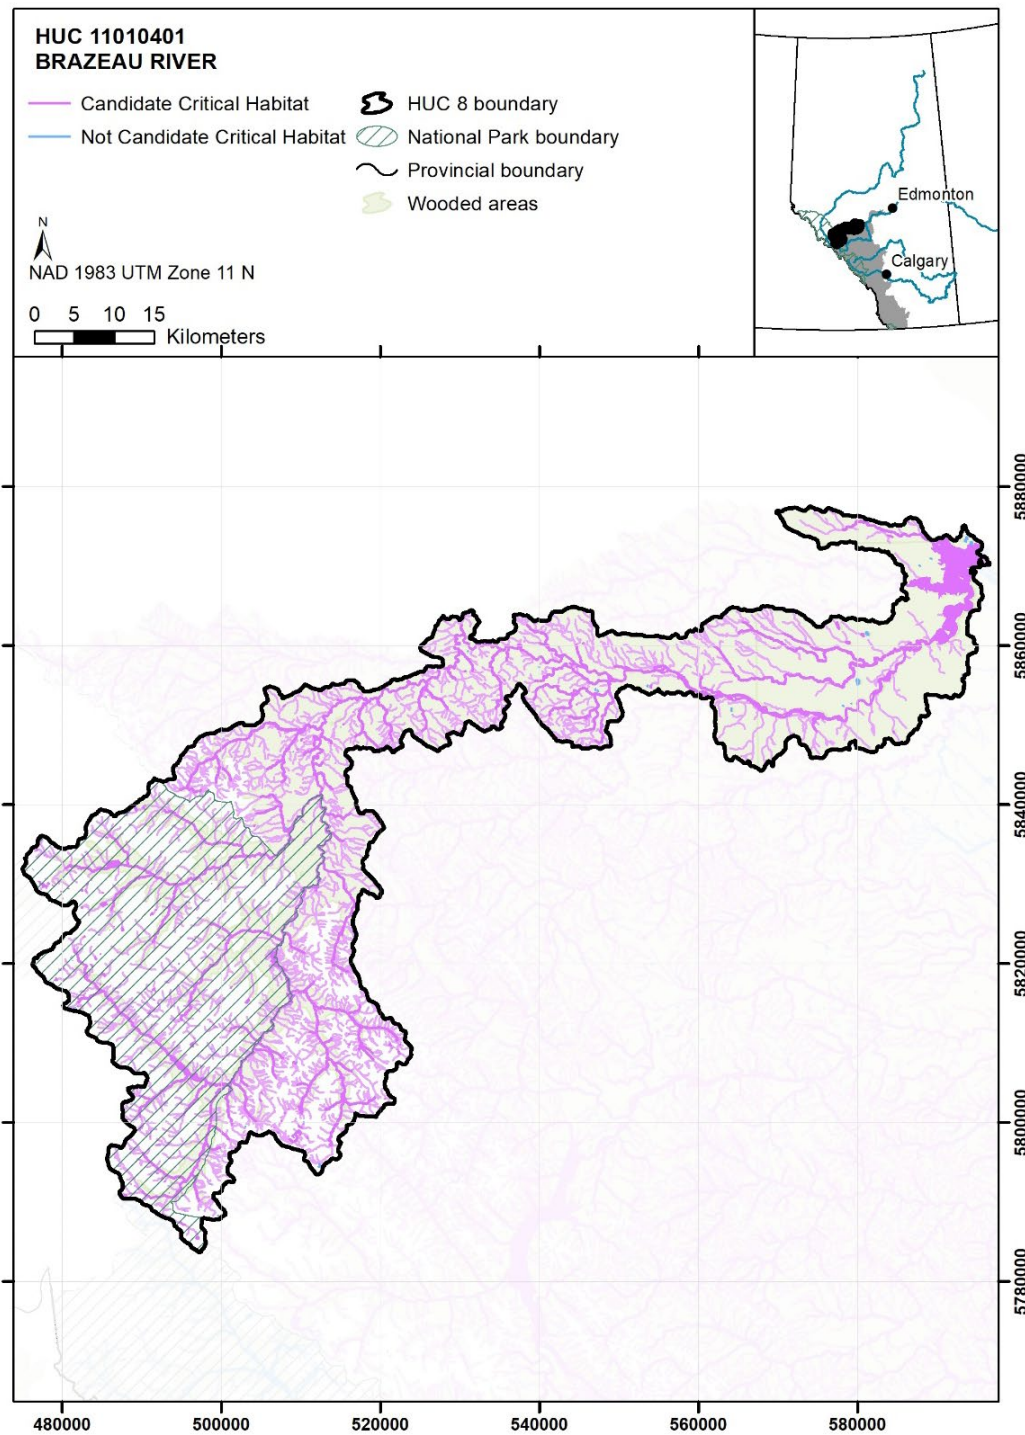 HUC 11010401
BRAZEAU RIVER
Candidate Critical Habitat
Not Candidate Critical Habitat
HUC 8 boundary
National Park boundary
Provincial boundary
Wooded areas
N
NAD 1983 UTM Zone 11 N
0 5 10 15
Kilometers
Edmonton
Calgary
5880000
5860000
5840000
5820000
5800000
5780000
480000 500000 520000 540000 560000 580000